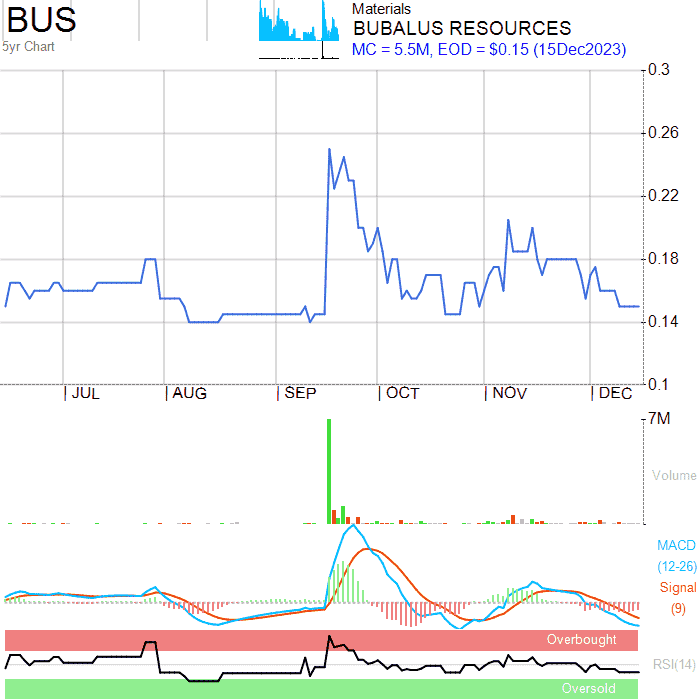 BUS
5yr Chart
Materials
BUBALUS RESOURCES
MC = 5.5M, EOD = $0.15 (15Dec2023)
0.3
0.26
0.22
0.18
0.14
0.1
JUL AUG SEP OCT NOV DEC
7M
Volume
MACD
(12-26)
Signal
(9)
Overbought
RSI(14)
Oversold